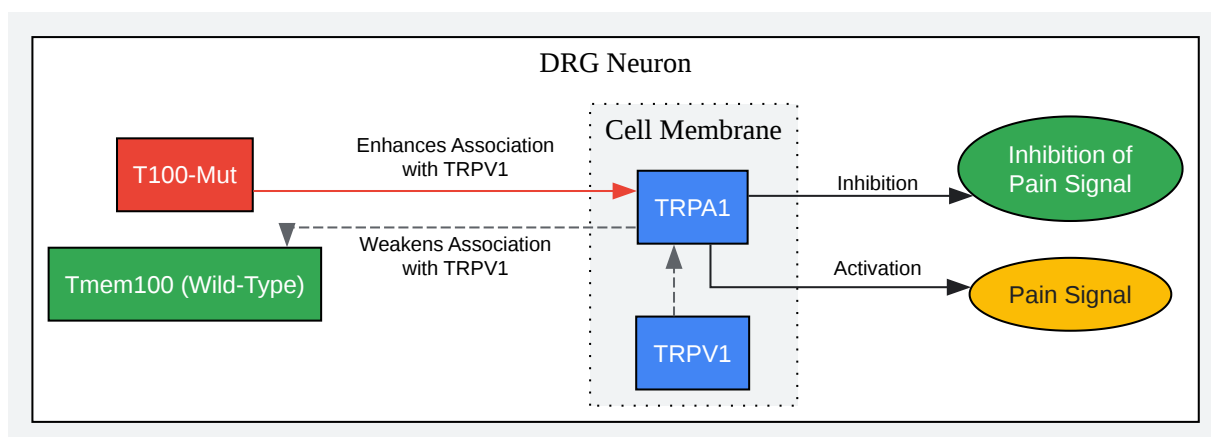 DRG Neuron
Cell Membrane
T100-Mut
Enhances Association
with TRPV1
TRPA1
Inhibition
Inhibition of
Pain Signal
Tmem100 (Wild-Type)
Weakens Association
with TRPV1
Activation
Pain Signal
TRPV1